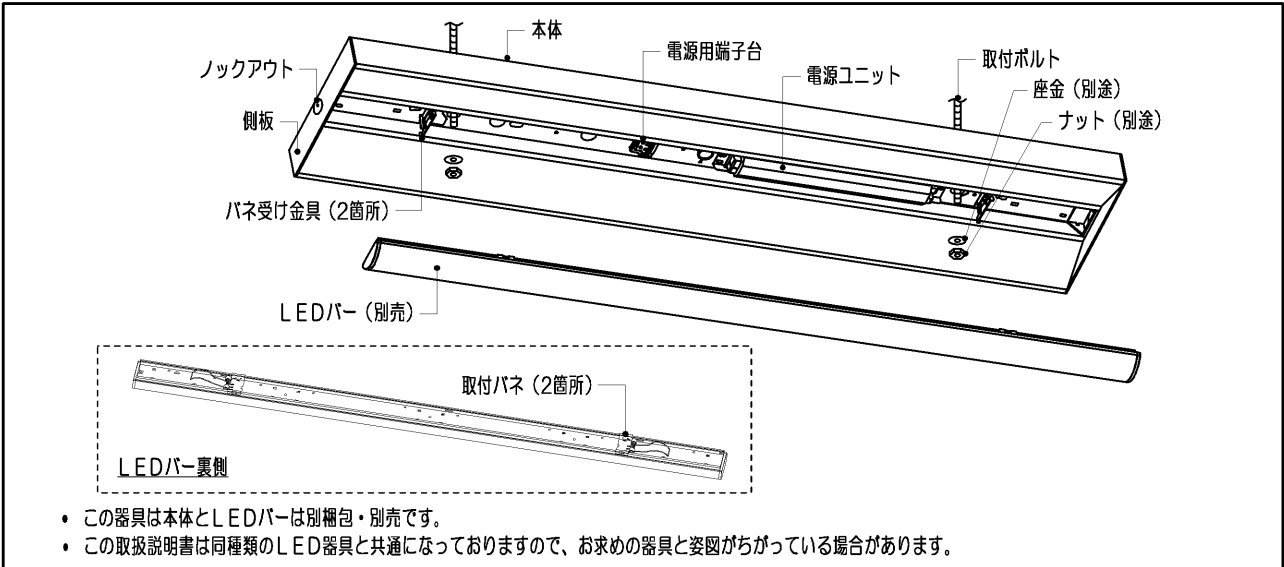 本体
電源用端子台
電源ユニット
取付ボルト
座金（別途）
ナット（別途）
ノックアウト
側板
バネ受け金具（2箇所）
LEDバー（別売）
取付バネ（2箇所）
LEDバー裏側
• この器具は本体とLEDバーは別梱包・別売です。
• この取扱説明書は同種類のLED器具と共通になっておりますので、お求めの器具と姿図がちがっている場合があります。